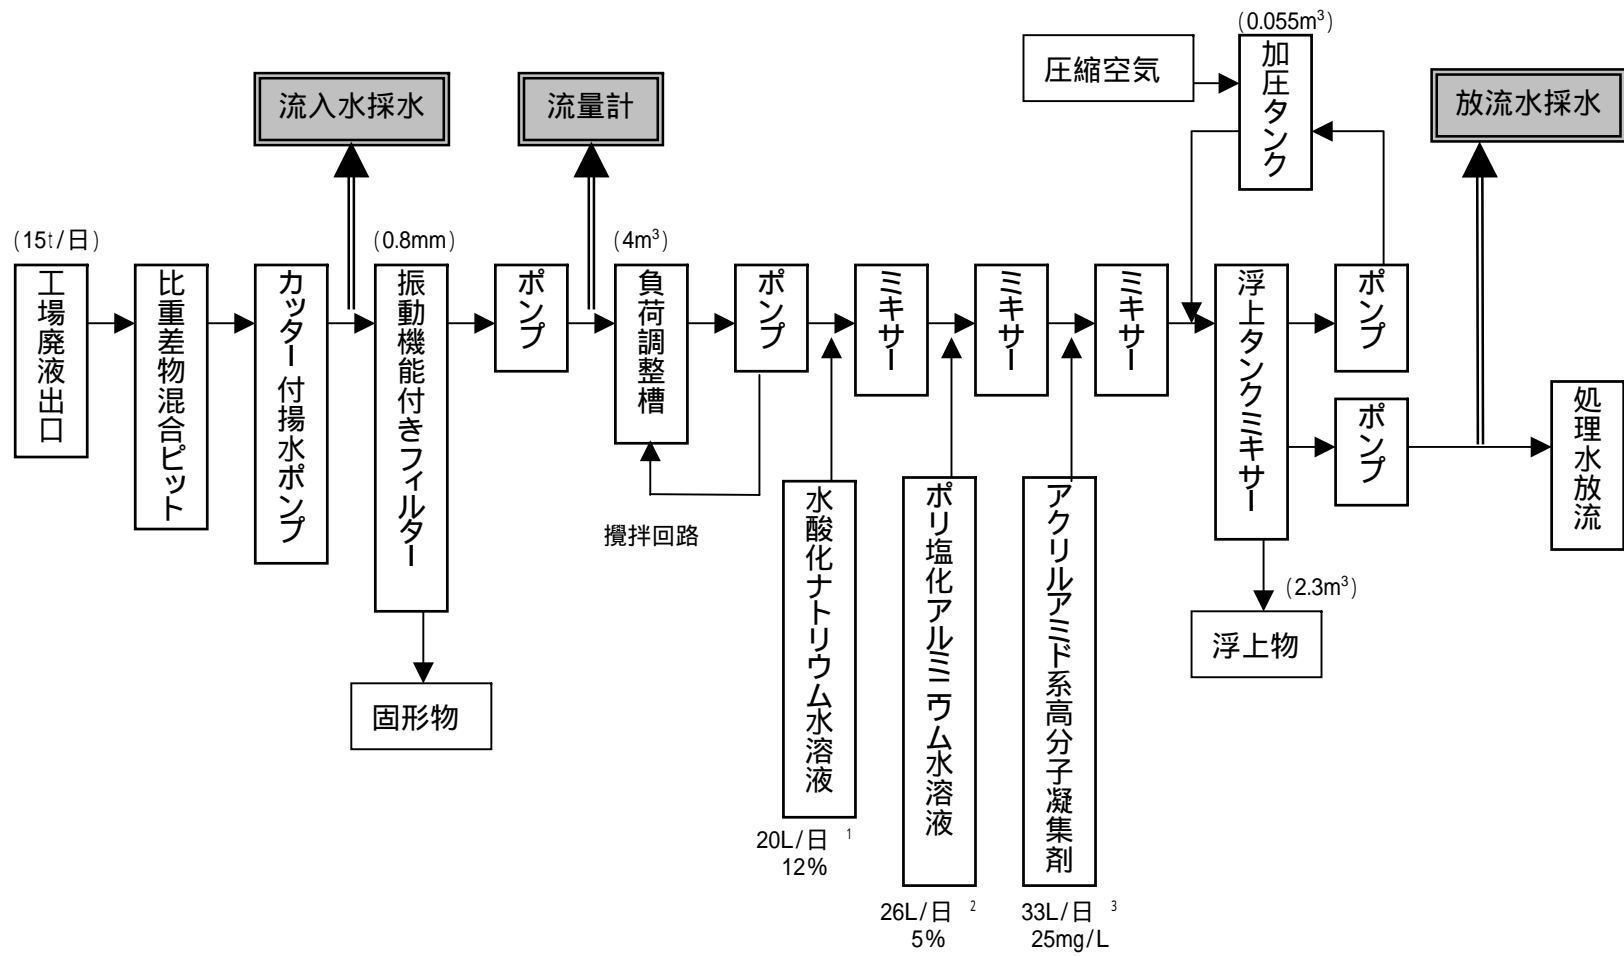 (0.055m³)
圧縮空気
加圧タンク
流入水採水
流量計
放流水採水
(15t/日)
(0.8mm)
(4m³)
工場廃液出口
比重差物混合ピット
カッター付揚水ポンプ
振動機能付きフィルター
ポンプ
負荷調整槽
ポンプ
ミキサー
ミキサー
ミキサー
浮上タンクミキサー
ポンプ
ポンプ
処理水放流
攪拌回路
水酸化ナトリウム水溶液
ポリ塩化アルミニウム水溶液
アクリルアミド系高分子凝集剤
(2.3m³)
浮上物
固形物
20L/日 1
12%
26L/日 2
5%
33L/日 3
25mg/L